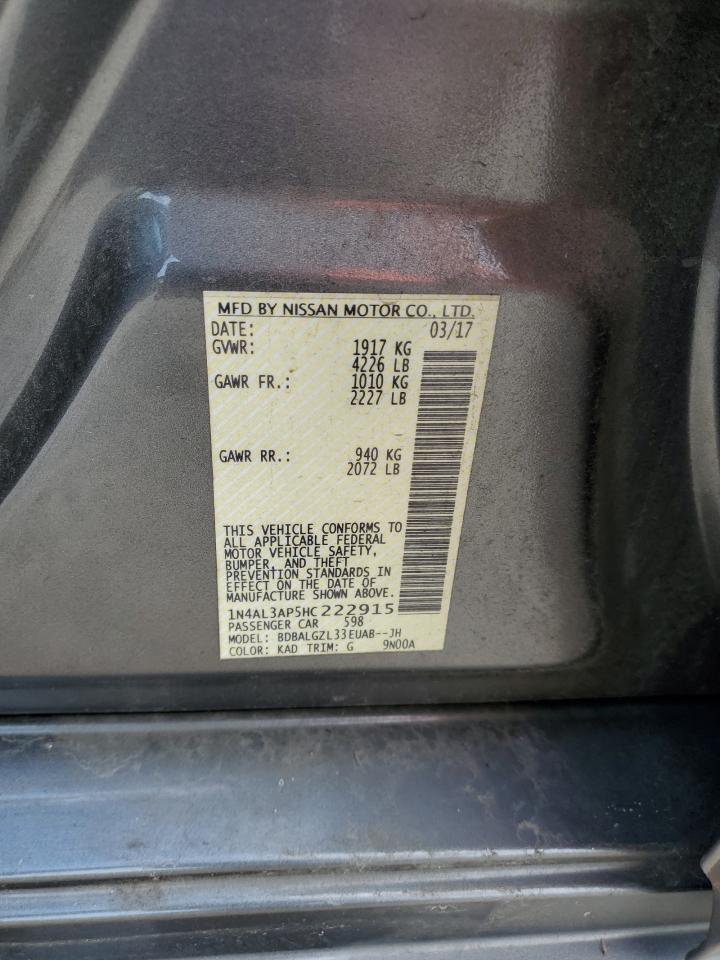 MFD BY NISSAN MOTOR CO., LTD.
DATE: 03/17
GVWR: 1917 KG
4226 LB
GAWR FR.: 1010 KG
2227 LB
GAWR RR.: 940 KG
2072 LB
THIS VEHICLE CONFORMS TO
ALL APPLICABLE FEDERAL
MOTOR VEHICLE SAFETY,
BUMPER, AND THEFT
PREVENTION STANDARDS IN
EFFECT ON THE DATE OF
MANUFACTURE SHOWN ABOVE.
1N4AL3AP5HC222915
PASSENGER CAR 598
MODEL: BDBALGZL33EUAB--JH
COLOR: KAD TRIM: G 9N00A